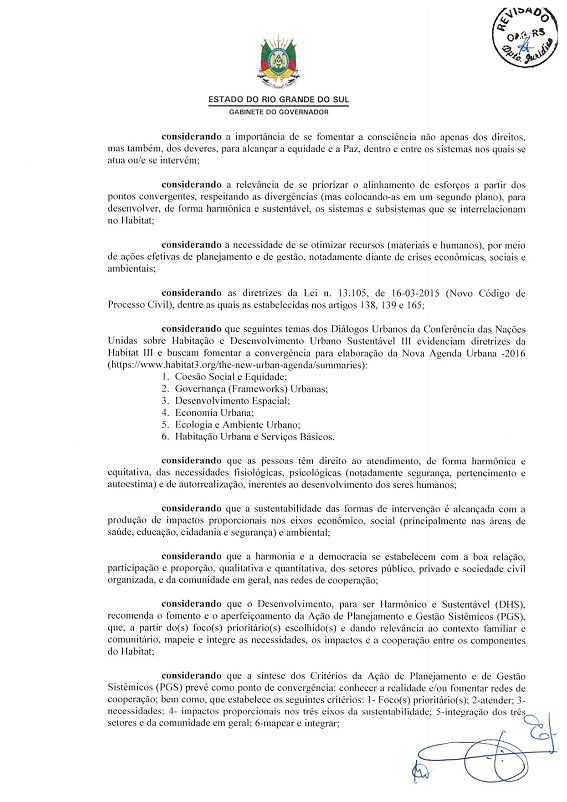 REVISADO
OAB/RS
Dpto. Jurídico
ESTADO DO RIO GRANDE DO SUL
GABINETE DO GOVERNADOR
considerando a importância de se fomentar a consciência não apenas dos direitos,
mas também, dos deveres, para alcançar a equidade e a Paz, dentro e entre os sistemas nos quais se
atua ou/e se intervém;
considerando a relevância de se priorizar o alinhamento de esforços a partir dos
pontos convergentes, respeitando as divergências (mas colocando-as em um segundo plano), para
desenvolver, de forma harmônica e sustentável, os sistemas e subsistemas que se interrelacionam
no Habitat;
considerando a necessidade de se otimizar recursos (materiais e humanos), por meio
de ações efetivas de planejamento e de gestão, notadamente diante de crises econômicas, sociais e
ambientais;
considerando as diretrizes da Lei n. 13.105, de 16-03-2015 (Novo Código de
Processo Civil), dentre as quais as estabelecidas nos artigos 138, 139 e 165;
considerando que seguintes temas dos Diálogos Urbanos da Conferência das Nações
Unidas sobre Habitação e Desenvolvimento Urbano Sustentável III evidenciam diretrizes da
Habitat III e buscam fomentar a convergência para elaboração da Nova Agenda Urbana -2016
(https://www.habitat3.org/the-new-urban-agenda/summaries):
1. Coesão Social e Equidade;
2. Governança (Frameworks) Urbanas;
3. Desenvolvimento Espacial;
4. Economia Urbana;
5. Ecologia e Ambiente Urbano;
6. Habitação Urbana e Serviços Básicos.
considerando que as pessoas têm direito ao atendimento, de forma harmônica e
equitativa, das necessidades fisiológicas, psicológicas (notadamente segurança, pertencimento e
autoestima) e de autorrealização, inerentes ao desenvolvimento dos seres humanos;
considerando que a sustentabilidade das formas de intervenção é alcançada com a
produção de impactos proporcionais nos eixos econômico, social (principalmente nas áreas de
saúde, educação, cidadania e segurança) e ambiental;
considerando que a harmonia e a democracia se estabelecem com a boa relação,
participação e proporção, qualitativa e quantitativa, dos setores público, privado e sociedade civil
organizada, e da comunidade em geral, nas redes de cooperação;
considerando que o Desenvolvimento, para ser Harmônico e Sustentável (DHS),
recomenda o fomento e o aperfeiçoamento da Ação de Planejamento e Gestão Sistêmicos (PGS),
que, a partir do(s) foco(s) prioritário(s) escolhido(s) e dando relevância ao contexto familiar e
comunitário, mapeie e integre as necessidades, os impactos e a cooperação entre os componentes
do Habitat;
considerando que a síntese dos Critérios da Ação de Planejamento e de Gestão
Sistêmicos (PGS) prevê como ponto de convergência: conhecer a realidade e/ou fomentar redes de
cooperação; bem como, que estabelece os seguintes critérios: 1- Foco(s) prioritário(s); 2-atender; 3-
necessidades; 4- impactos proporcionais nos três eixos da sustentabilidade; 5-integração dos três
setores e da comunidade em geral; 6-mapear e integrar;